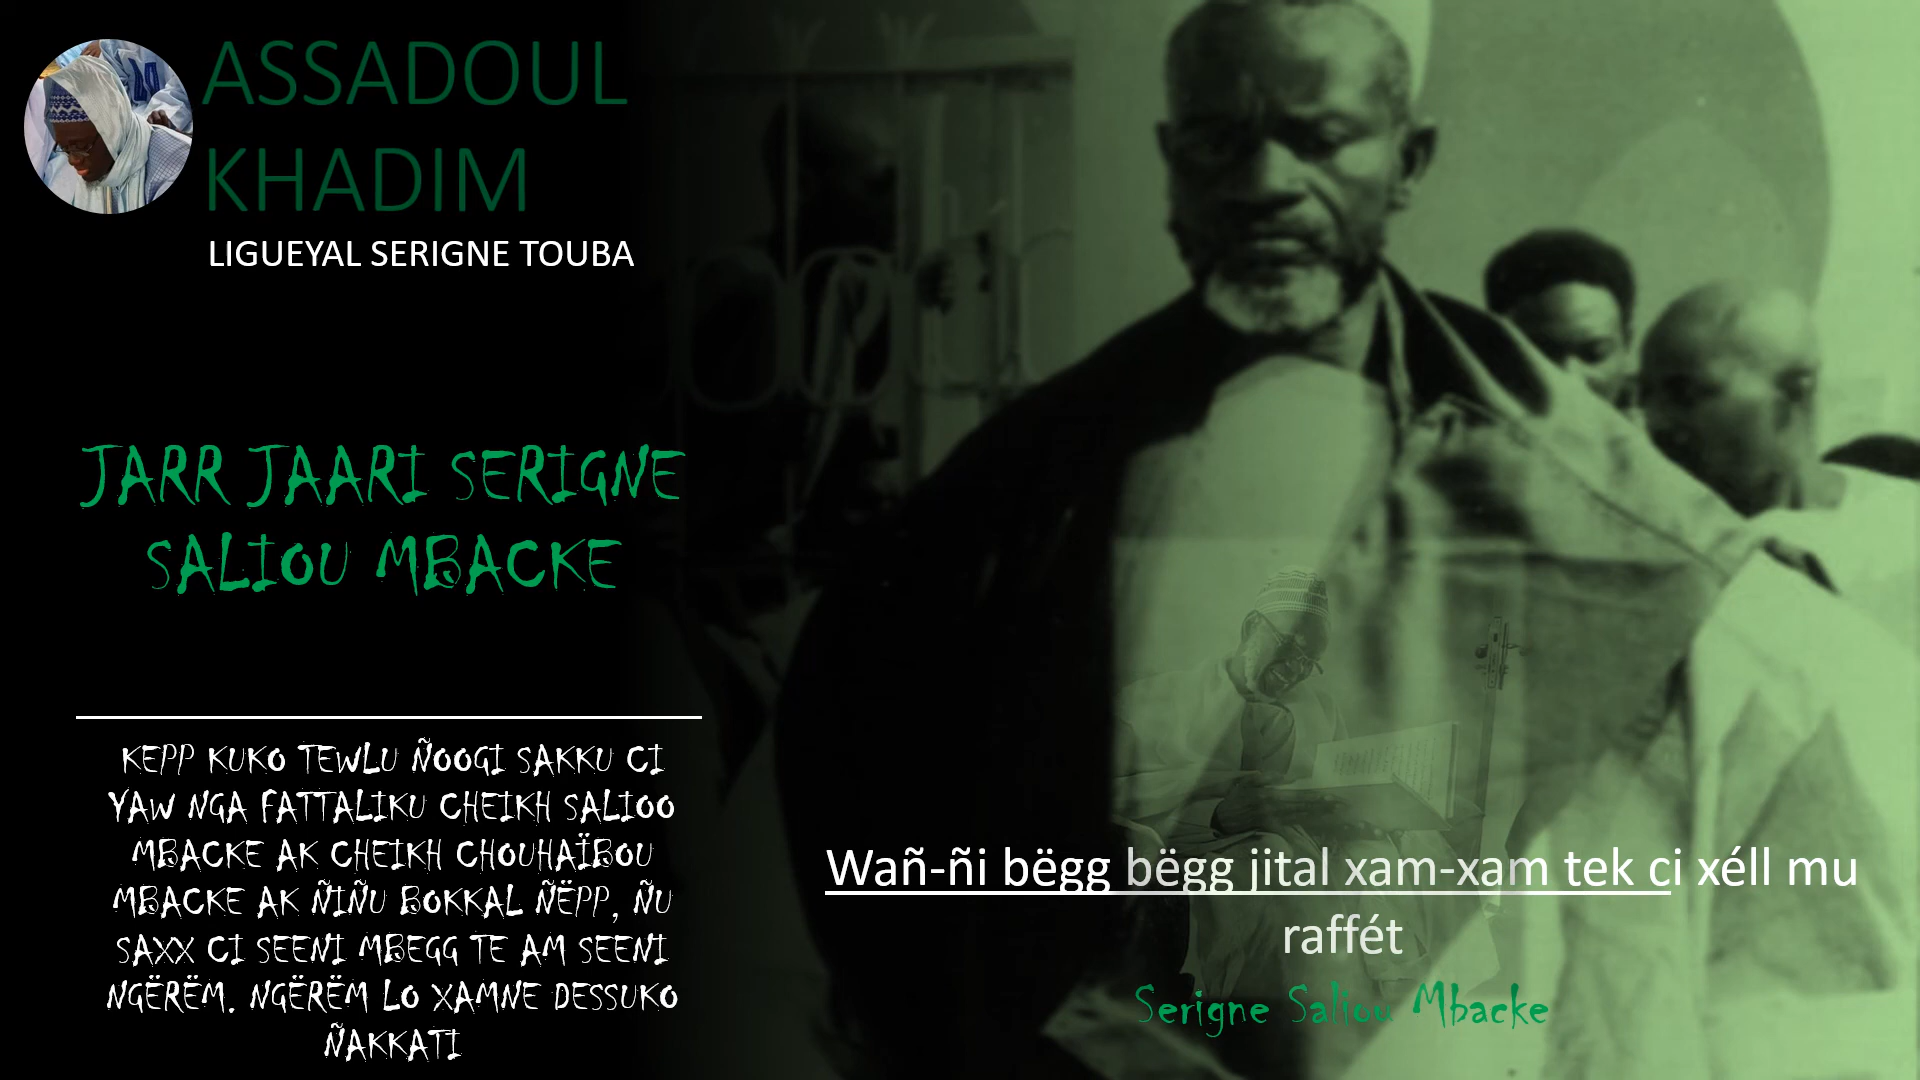 ASSADOUL
KHADIM
LIGUEYAL SERIGNE TOUBA
JARR JAARI SERIGNE
SALIOU MBACKE
KEPP KUKO TEWLU ÑOOGI SAKKU CI
YAW NGA FATTALIKU CHEIKH SALIOO
MBACKE AK CHEIKH CHOUHAÏBOU
MBACKE AK ÑIÑU BOKKAL ÑËPP, ÑU
SAXX CI SEENI MBEGG TE AM SEENI
NGËRËM. NGËRËM LO XAMNE DESSUKO
ÑAKKATI
Wañ-ñi bëgg bëgg jital xam-xam tek ci xéll mu
raffét
Serigne Saliou Mbacke